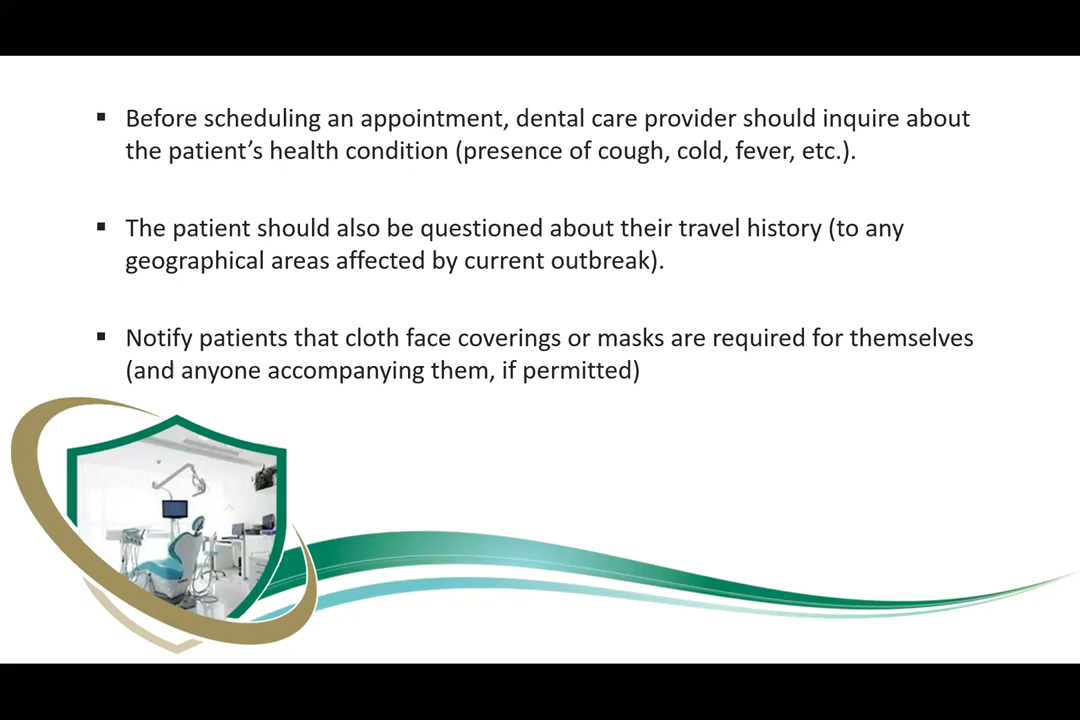 ▪ Before scheduling an appointment, dental care provider should inquire about
the patient’s health condition (presence of cough, cold, fever, etc.).
▪ The patient should also be questioned about their travel history (to any
geographical areas affected by current outbreak).
▪ Notify patients that cloth face coverings or masks are required for themselves
(and anyone accompanying them, if permitted)